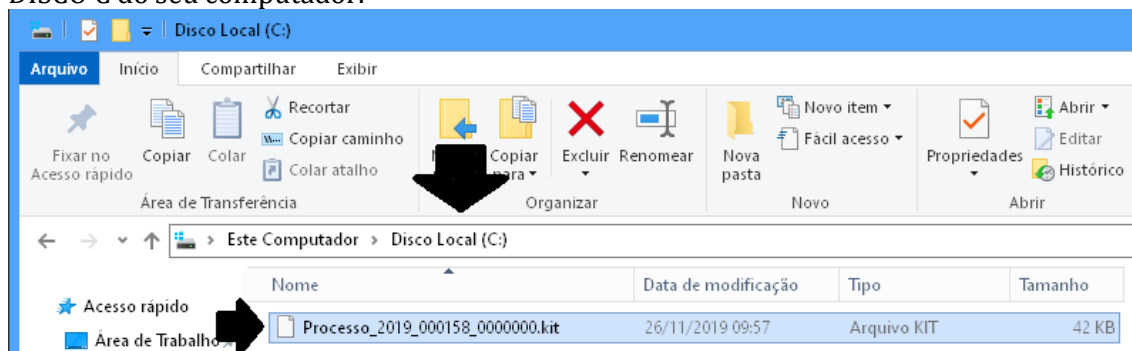 Disco C do seu computador.
Disco Local (C:)
Arquivo Início Compartilhar Exibir
Fixar no Acesso rápido
Copiar
Colar
Recortar
Copiar caminho
Colar atalho
Copiar para
Excluir
Renomear
Nova pasta
Novo item
Fácil acesso
Propriedades
Abrir
Editar
Histórico
Área de Transferência Organizar Novo Abrir
Este Computador > Disco Local (C:)
Nome Data de modificação Tipo Tamanho
Acesso rápido
Processo_2019_000158_0000000.kit 26/11/2019 09:57 Arquivo KIT 42 KB
Área de Trabalho